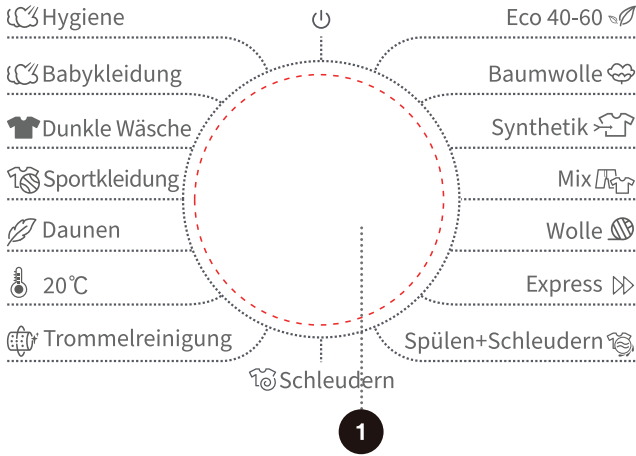 Hygiene
Babykleidung
Dunkle Wäsche
Sportkleidung
Daunen
20℃
Trommelreinigung
Eco 40-60
Baumwolle
Synthetik
Mix
Wolle
Express
Spülen+Schleudern
Schleudern
1